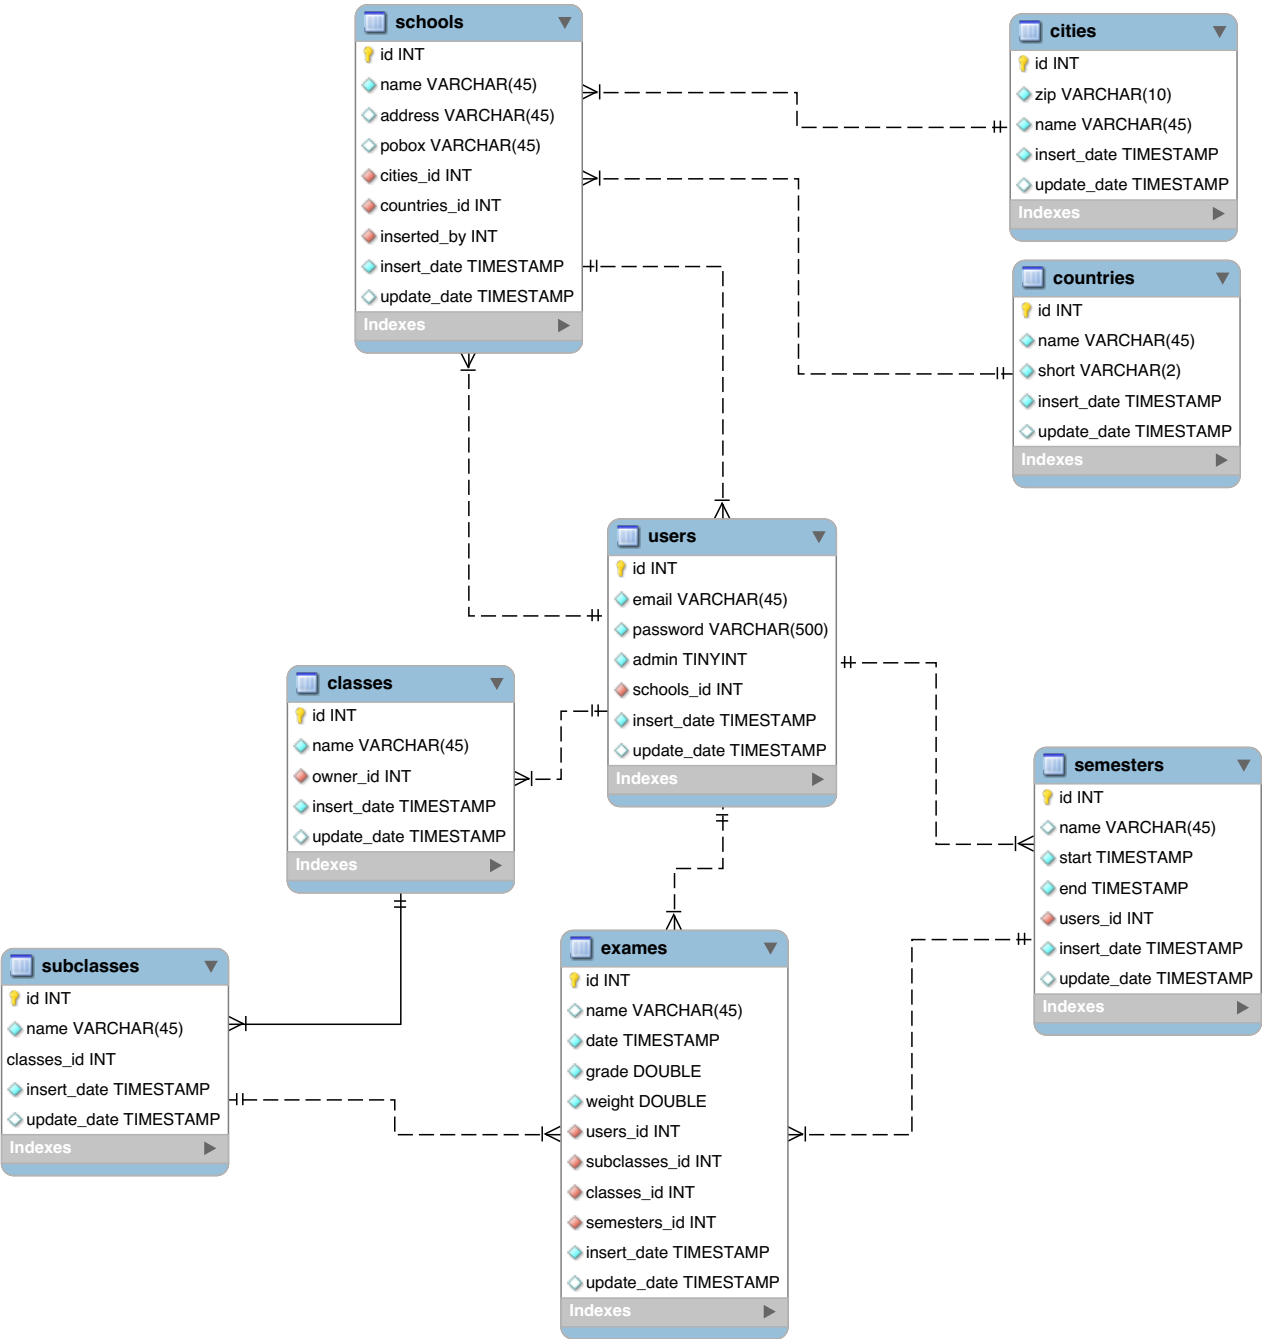 schools
id INT
name VARCHAR(45)
address VARCHAR(45)
pobox VARCHAR(45)
cities_id INT
countries_id INT
inserted_by INT
insert_date TIMESTAMP
update_date TIMESTAMP
Indexes
cities
id INT
zip VARCHAR(10)
name VARCHAR(45)
insert_date TIMESTAMP
update_date TIMESTAMP
Indexes
countries
id INT
name VARCHAR(45)
short VARCHAR(2)
insert_date TIMESTAMP
update_date TIMESTAMP
Indexes
users
id INT
email VARCHAR(45)
password VARCHAR(500)
admin TINYINT
schools_id INT
insert_date TIMESTAMP
update_date TIMESTAMP
Indexes
classes
id INT
name VARCHAR(45)
owner_id INT
insert_date TIMESTAMP
update_date TIMESTAMP
Indexes
semesters
id INT
name VARCHAR(45)
start TIMESTAMP
end TIMESTAMP
users_id INT
insert_date TIMESTAMP
update_date TIMESTAMP
Indexes
subclasses
id INT
name VARCHAR(45)
classes_id INT
insert_date TIMESTAMP
update_date TIMESTAMP
Indexes
exames
id INT
name VARCHAR(45)
date TIMESTAMP
grade DOUBLE
weight DOUBLE
users_id INT
subclasses_id INT
classes_id INT
semesters_id INT
insert_date TIMESTAMP
update_date TIMESTAMP
Indexes